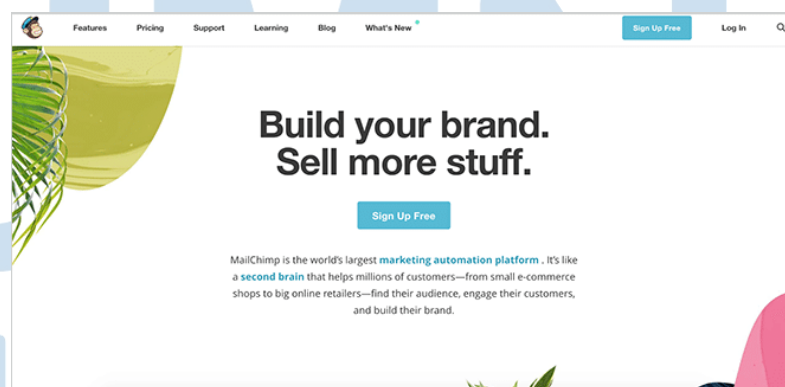 Features Pricing Support Learning Blog What's New Sign Up Free Log In
Build your brand.
Sell more stuff.
Sign Up Free
MailChimp is the world's largest marketing automation platform . It's like
a second brain that helps millions of customers—from small e-commerce
shops to big online retailers—find their audience, engage their customers,
and build their brand.